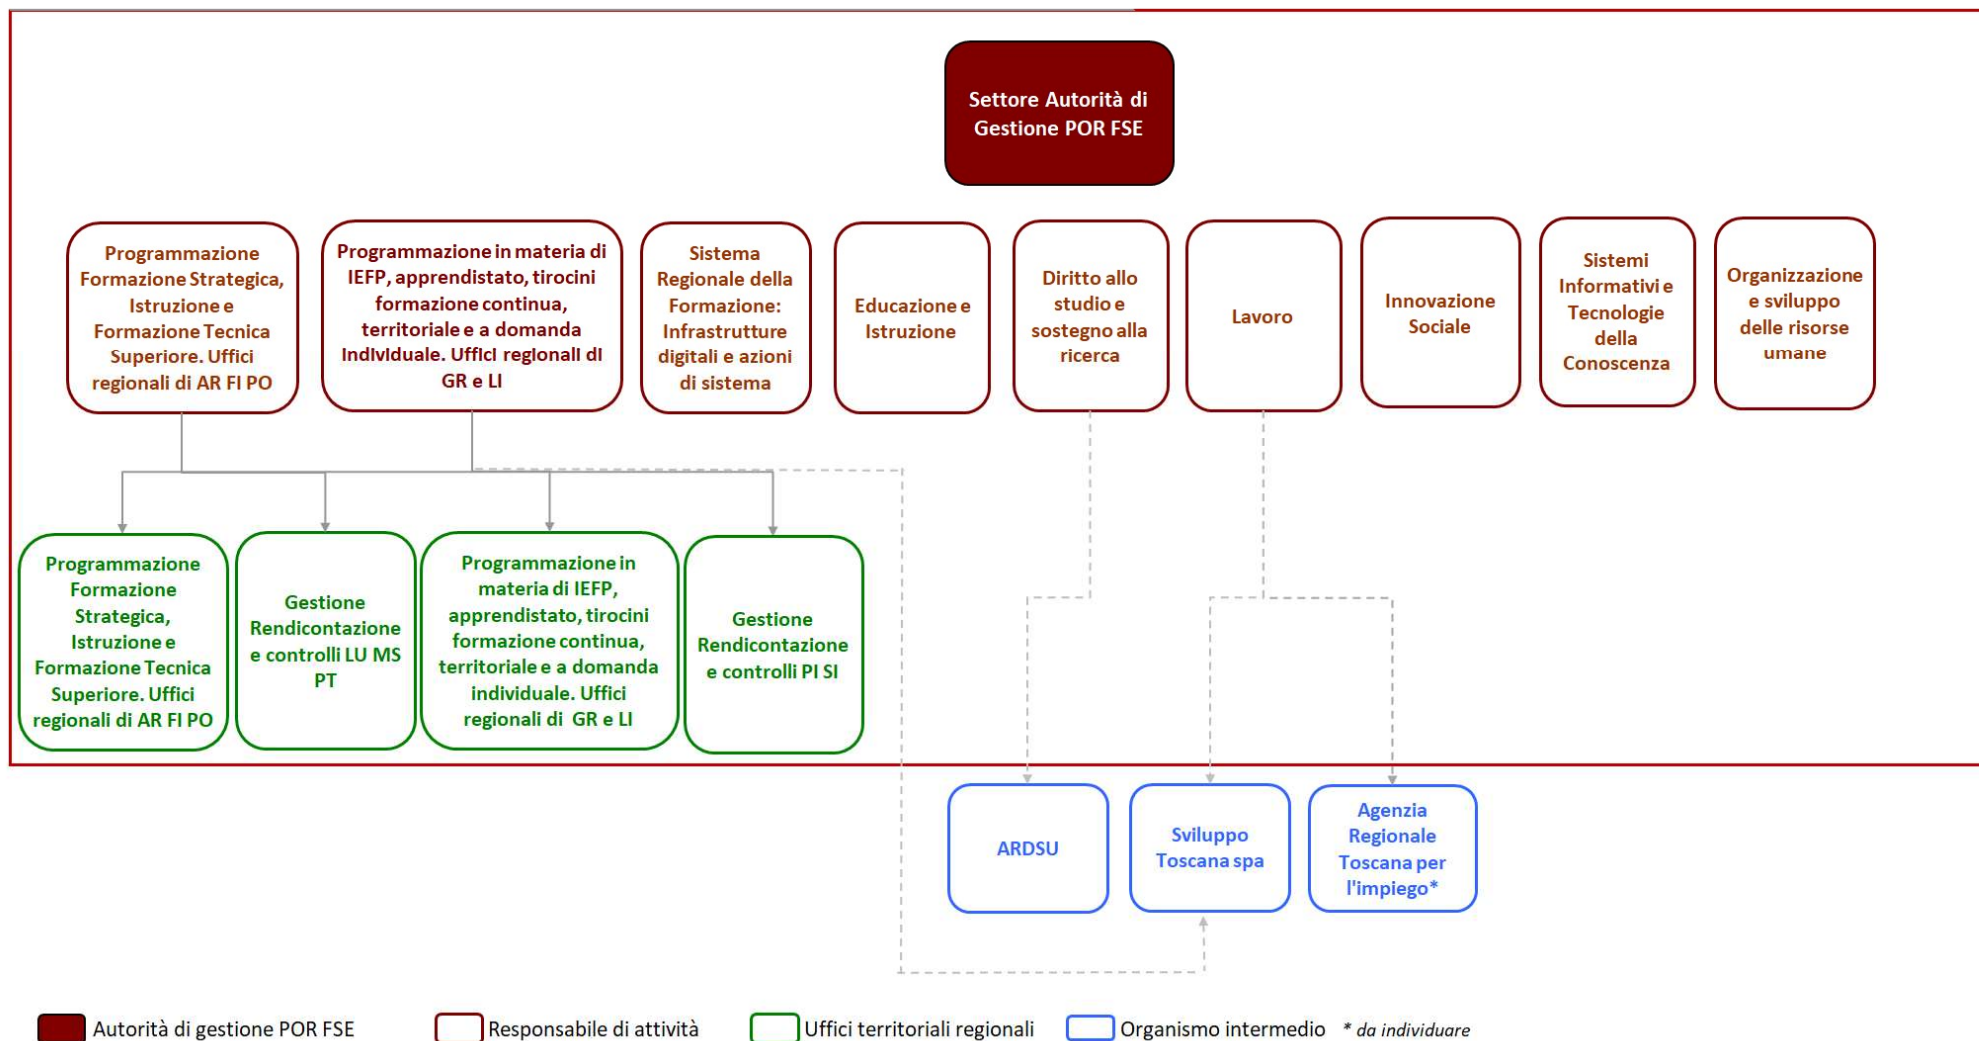 Settore Autorità di
Gestione POR FSE
Programmazione
Formazione Strategica,
Istruzione e
Formazione Tecnica
Superiore. Uffici
regionali di AR FI PO
Programmazione in materia di
IEFP, apprendistato, tirocini
formazione continua,
territoriale e a domanda
individuale. Uffici regionali di
GR e LI
Sistema
Regionale della
Formazione:
Infrastrutture
digitali e azioni
di sistema
Educazione e
Istruzione
Diritto allo
studio e
sostegno alla
ricerca
Lavoro
Innovazione
Sociale
Sistemi
Informativi e
Tecnologie
della
Conoscenza
Organizzazione
e sviluppo
delle risorse
umane
Programmazione
Formazione
Strategica,
Istruzione e
Formazione Tecnica
Superiore. Uffici
regionali di AR FI PO
Gestione
Rendicontazione
e controlli LU MS
PT
Programmazione in
materia di IEFP,
apprendistato, tirocini
formazione continua,
territoriale e a domanda
individuale. Uffici
regionali di GR e LI
Gestione
Rendicontazione
e controlli PI SI
ARDSU
Sviluppo
Toscana spa
Agenzia
Regionale
Toscana per
l'impiego*
Autorità di gestione POR FSE
Responsabile di attività
Uffici territoriali regionali
Organismo intermedio
* da individuare